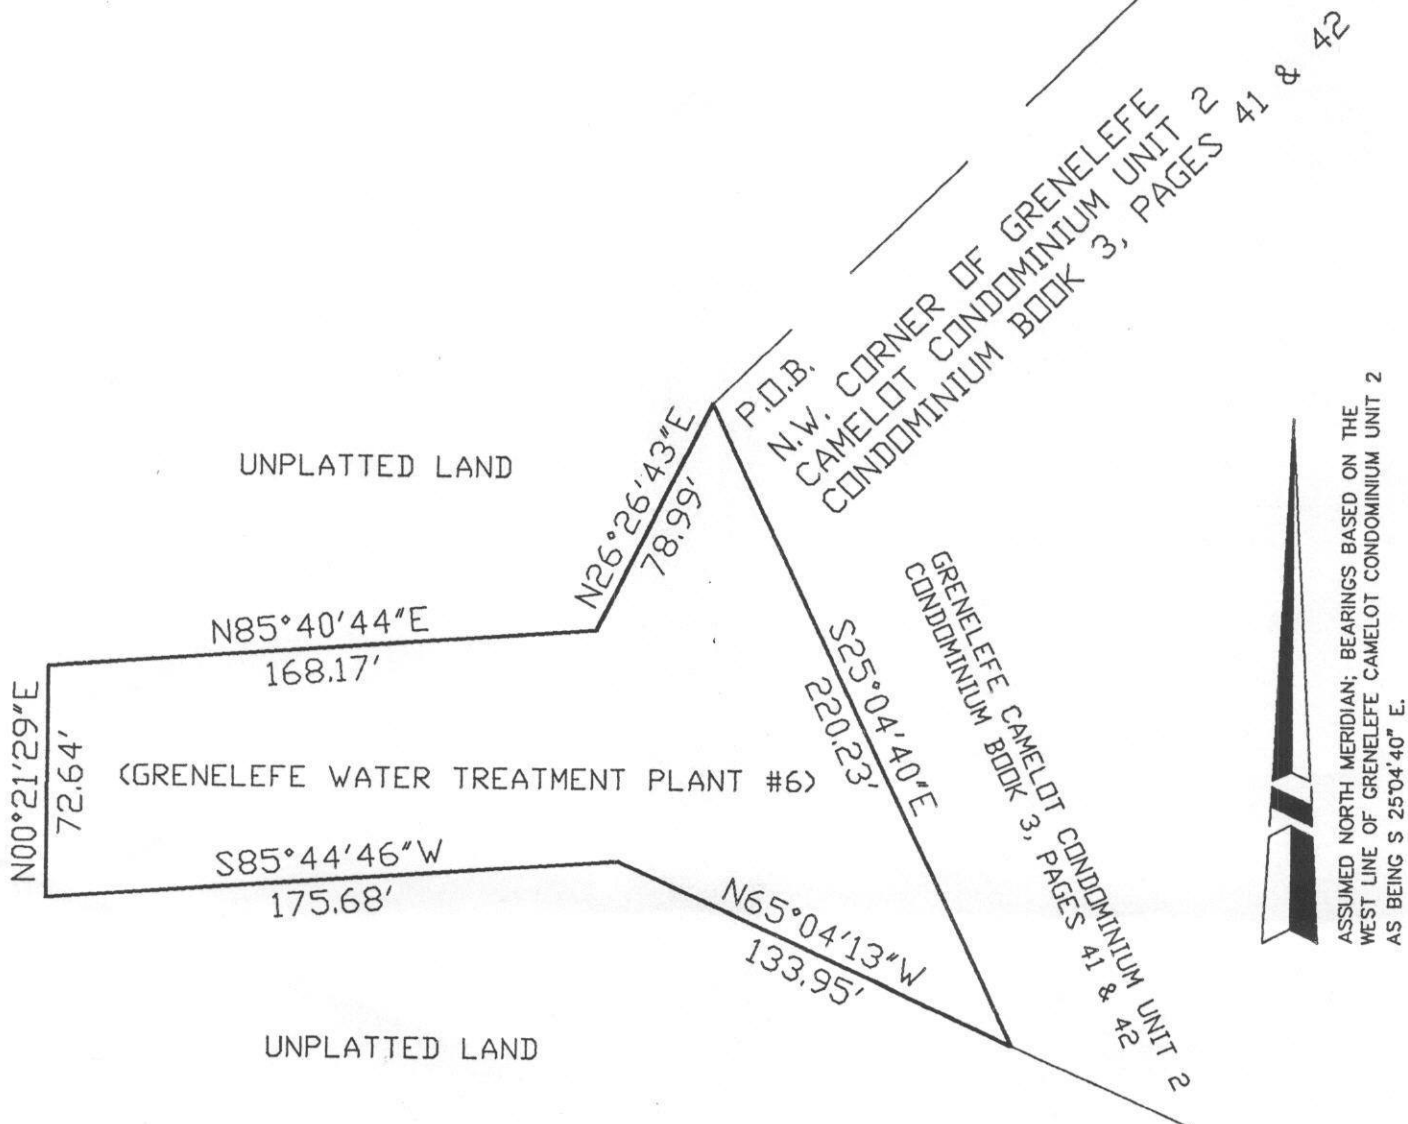 P.O.B.
N.W. CORNER OF GRENELEFE
CAMELOT CONDOMINIUM UNIT 2
CONDOMINIUM BOOK 3, PAGES 41 & 42
UNPLATTED LAND
N26°26'43"E
78.99'
N85°40'44"E
168.17'
N00°21'29"E
72.64'
(GRENELEFE WATER TREATMENT PLANT #6)
S85°44'46"W
175.68'
N65°04'13"W
133.95'
S25°04'40"E
220.23'
GRENELEFE CAMELOT CONDOMINIUM UNIT 2
CONDOMINIUM BOOK 3, PAGES 41 & 42
UNPLATTED LAND
ASSUMED NORTH MERIDIAN; BEARINGS BASED ON THE
WEST LINE OF GRENELEFE CAMELOT CONDOMINIUM UNIT 2
AS BEING S 25°04'40" E.